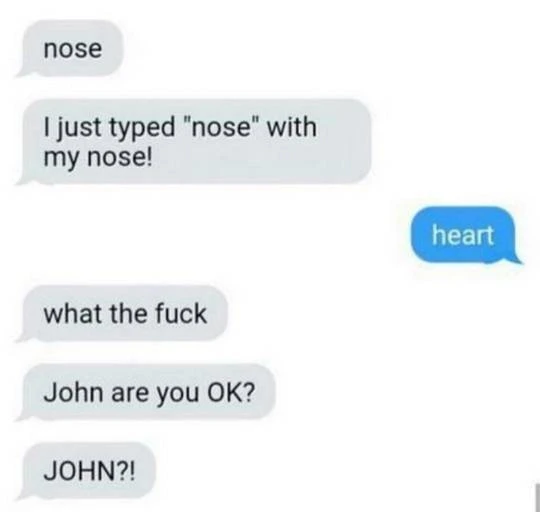 nose
I just typed "nose" with
my nose!
heart
what the fuck
John are you OK?
JOHN?!